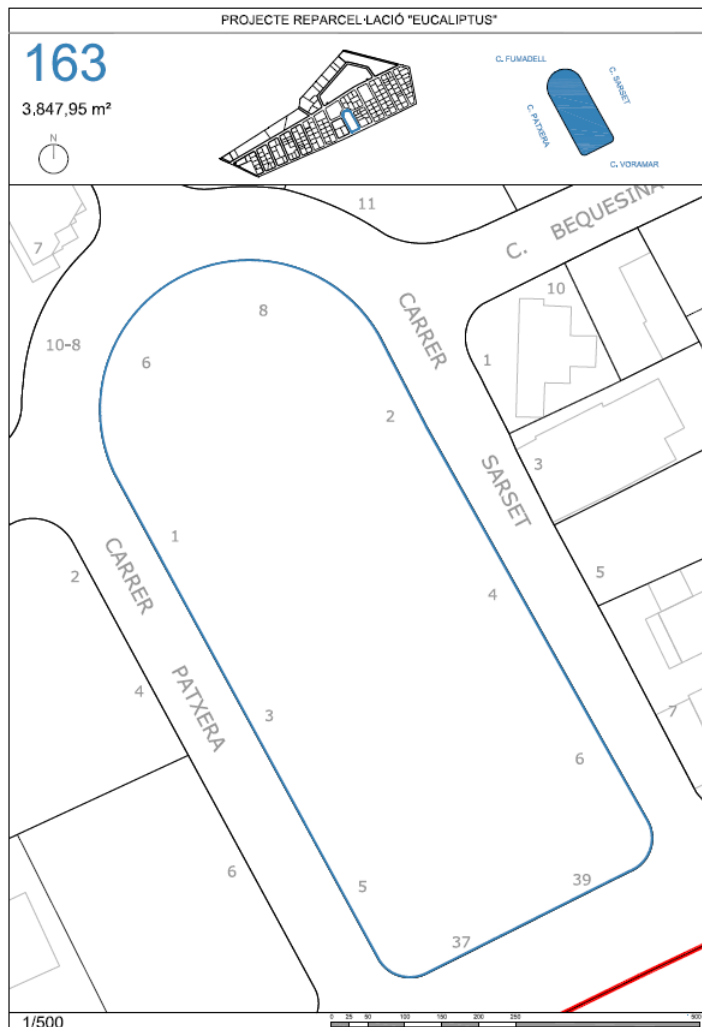 PROJECTE REPARCEL·LACIÓ "EUCALIPTUS"
163
3.847,95 m²
N
C. FUMADELL
C. SARSET
C. PATXERA
C. VORAMAR
7
11
C. BEQUESINA
10-8
6
8
CARRER
10
1
2
SARSET
3
1
CARRER
2
4
5
PATXERA
4
3
7
6
6
5
39
37
1/500
0 25 50 100 150 200 250 500